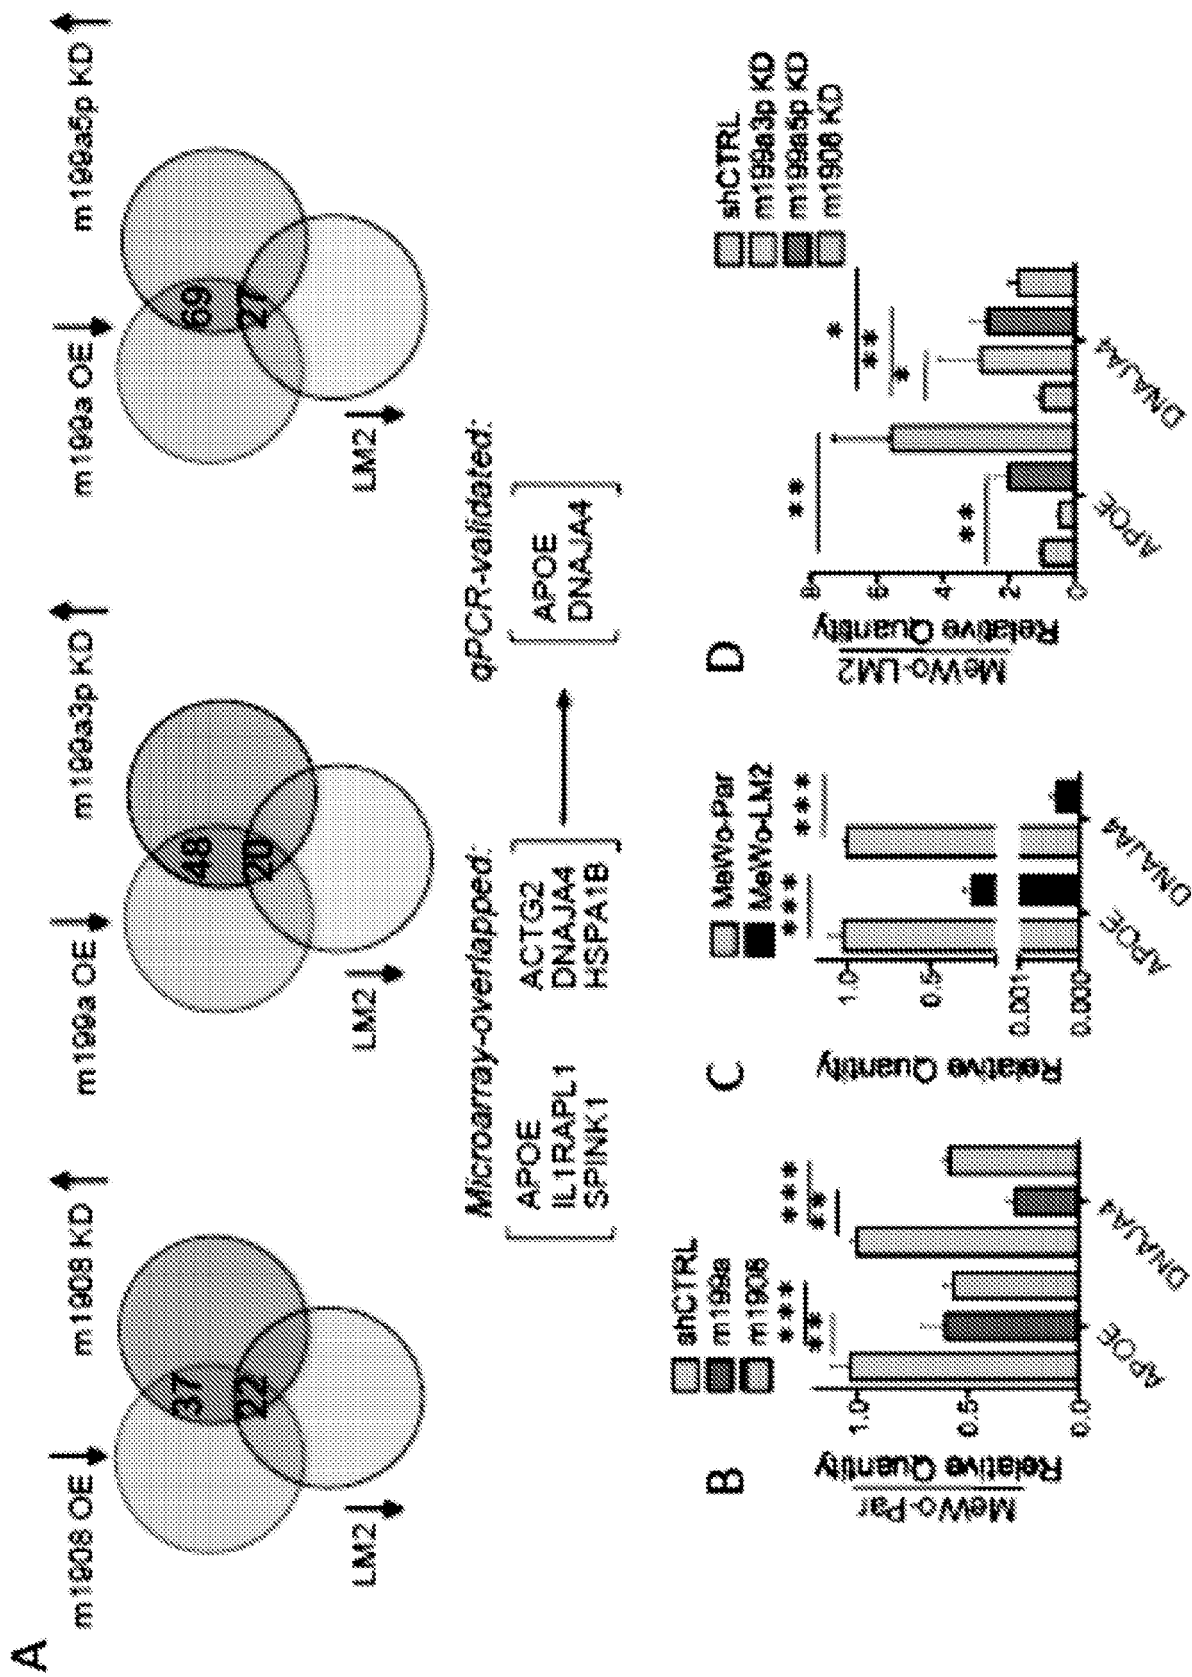 A
m1908 OE
m1908 KD
37
22
LM2
m199a OE
m199a3p KD
48
20
LM2
m199a OE
m199a5p KD
69
27
LM2
Microarray-overlapped:
APOE
IL1RAPL1
SPINK1
ACTG2
DNAJA4
HSPA1B
qPCR-validated:
APOE
DNAJA4
B
MeWo-Par
Relative Quantity
1.0
0.5
0.0
shCTRL
m199a
m1908
***
**
***
**
APOE
DNAJA4
C
Relative Quantity
1.0
0.5
0.001
0.000
MeWo-Par
MeWo-LM2
***
***
APOE
DNAJA4
D
MeWo-LM2
Relative Quantity
8
6
4
2
0
shCTRL
m199a3p KD
m199a5p KD
m1908 KD
**
**
*
**
*
APOE
DNAJA4